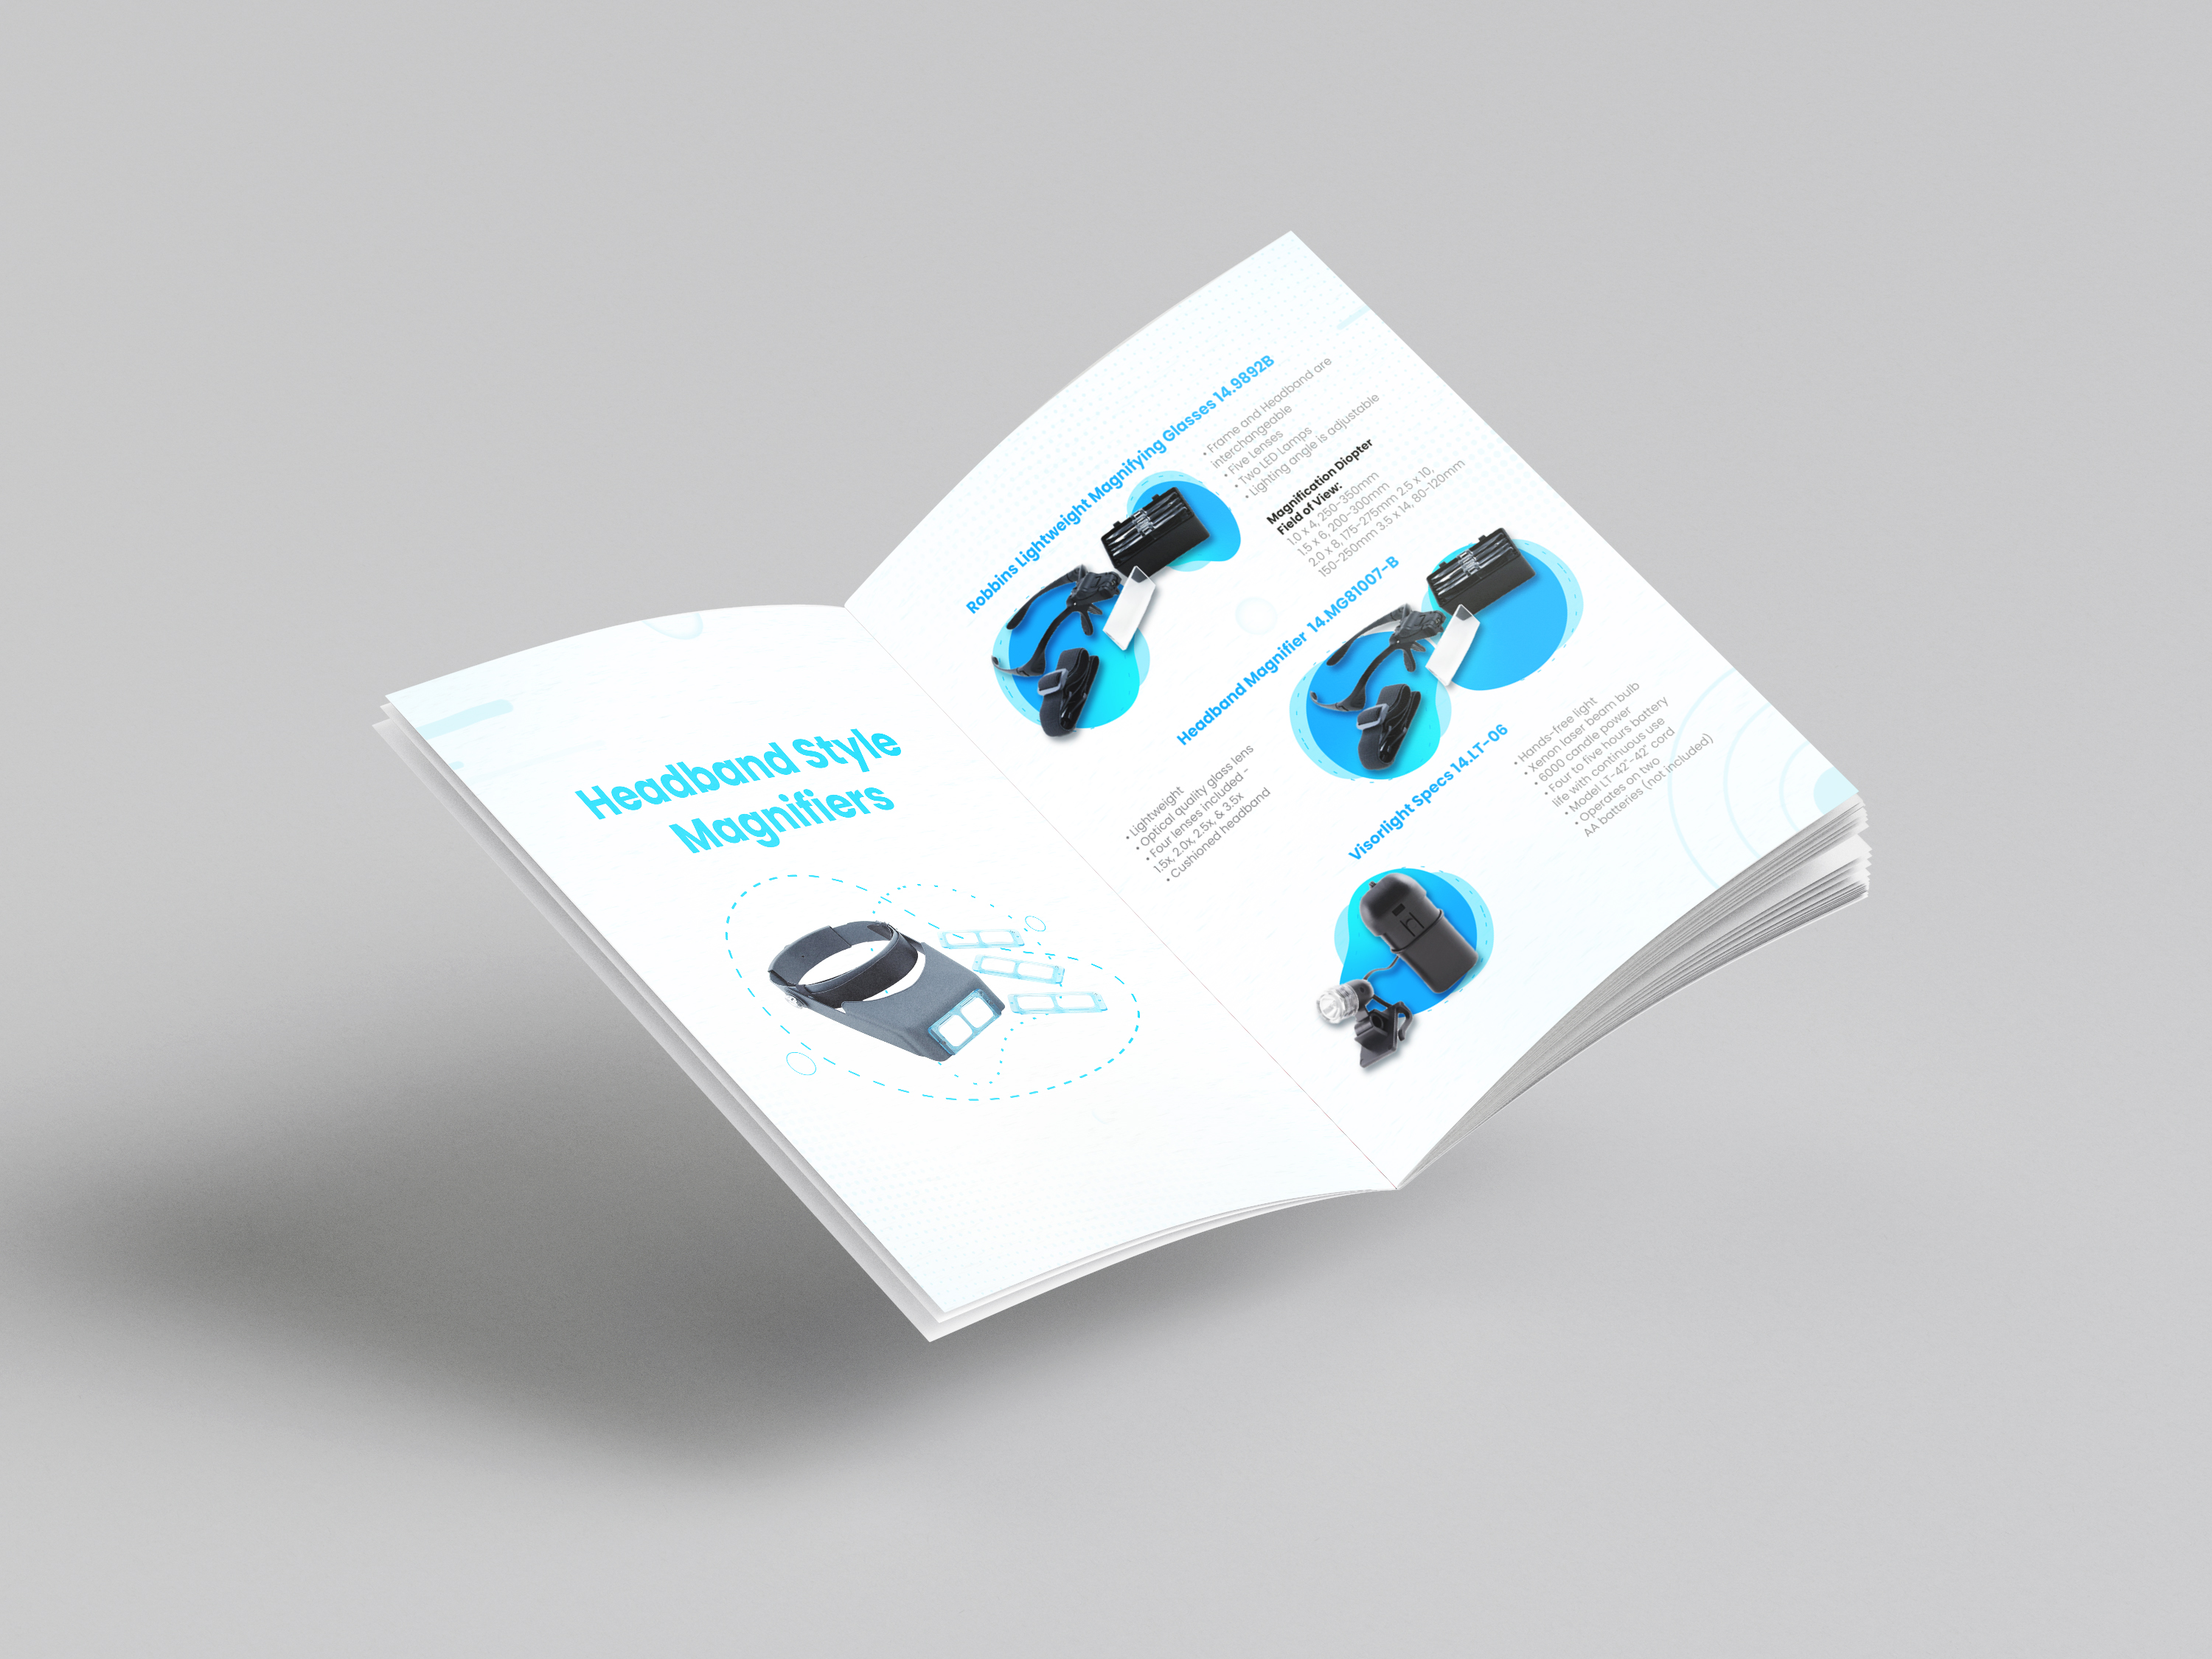 Headband Style
Magnifiers
Robbins Lightweight Magnifying Glasses 14.9892B
• Frame and Headband are
interchangeable
• Five Lenses
• Two LED Lamps
• Lighting angle is adjustable
Magnification Diopter
Field of View:
1.0 x 4, 250-350mm
1.5 x 6, 200-300mm
2.0 x 8, 175-275mm 2.5 x 10,
150-250mm 3.5 x 14, 80-120mm
Headband Magnifier 14.MG81007-B
• Lightweight
• Optical quality glass lens
• Four lenses included -
1.5x, 2.0x, 2.5x, & 3.5x
• Cushioned headband
Visorlight Specs 14.LT-06
• Hands-free light
• Xenon laser beam bulb
• 6000 candle power
• Four to five hours battery
life with continuous use
• Model LT-42"-42" cord
• Operates on two
AA batteries (not included)